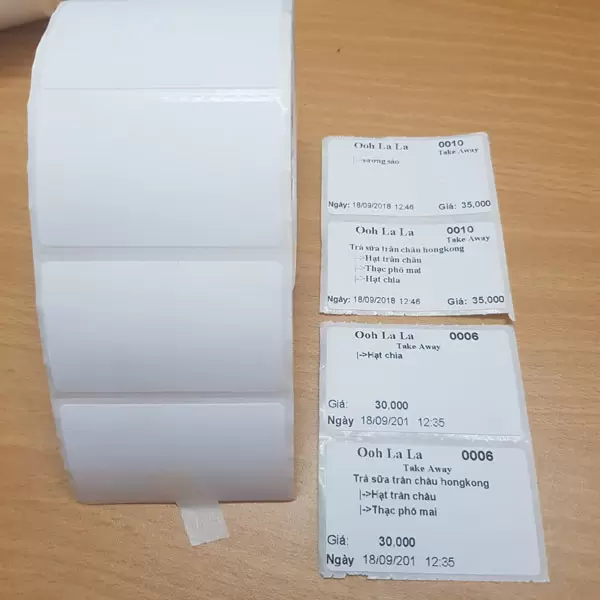 Ooh La La 0010
Take Away
|->sương sáo
Ngày: 18/09/2018 12:46 Giá: 35,000
Ooh La La 0010
Take Away
Trà sữa trân châu hongkong
|->Hạt trân châu
|->Thạc phô mai
|->Hạt chia
Ngày: 18/09/2018 12:46 Giá: 35,000
Ooh La La 0006
Take Away
|->Hạt chia
Giá: 30,000
Ngày 18/09/201 12:35
Ooh La La 0006
Take Away
Trà sữa trân châu hongkong
|->Hạt trân châu
|->Thạc phô mai
Giá: 30,000
Ngày 18/09/201 12:35